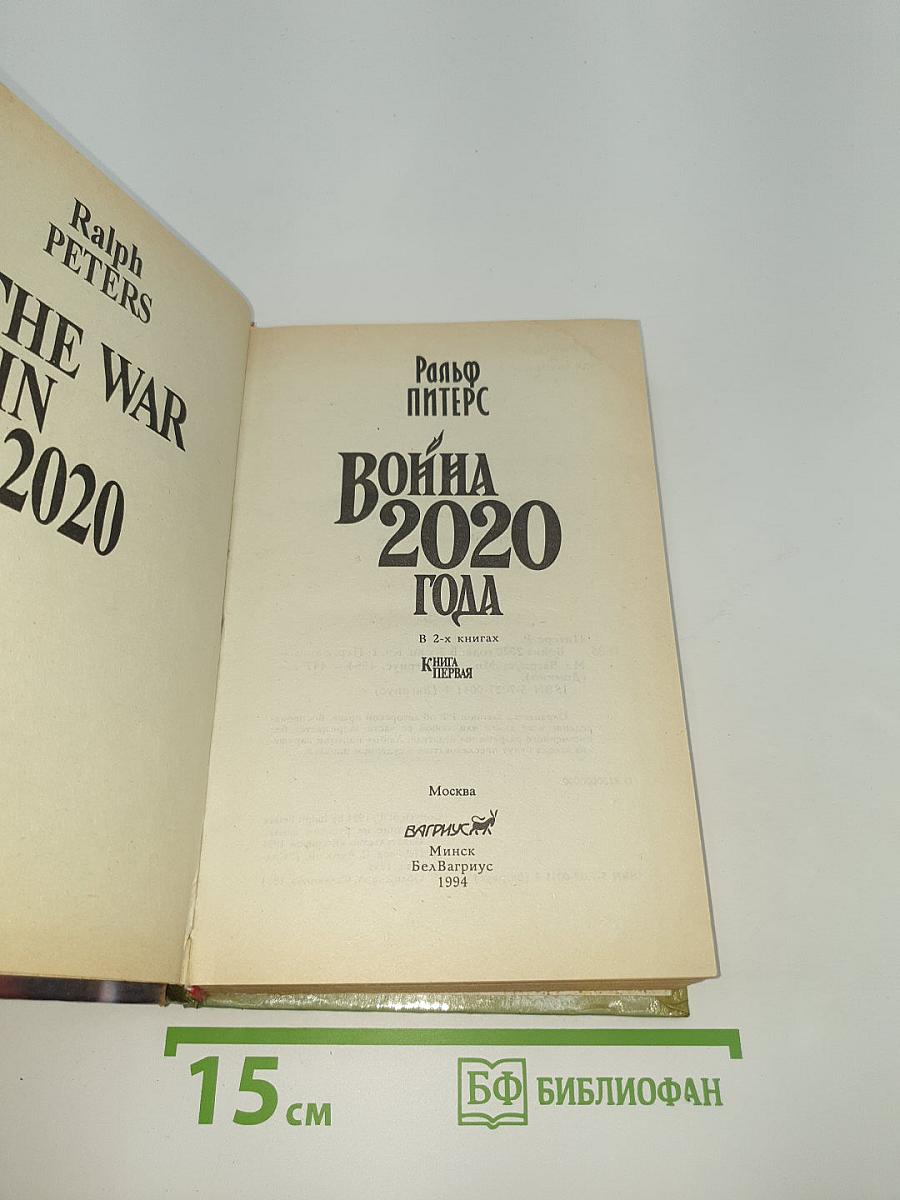 Ralph
PETERS
THE WAR
IN
2020
Ральф
ПИТЕРС
ВОЙНА
2020
ГОДА
В 2-х книгах
КНИГА
ПЕРВАЯ
Москва
ВАГРИУС
Минск
БелВагриус
1994
15 см
БФ БИБЛИОФАН